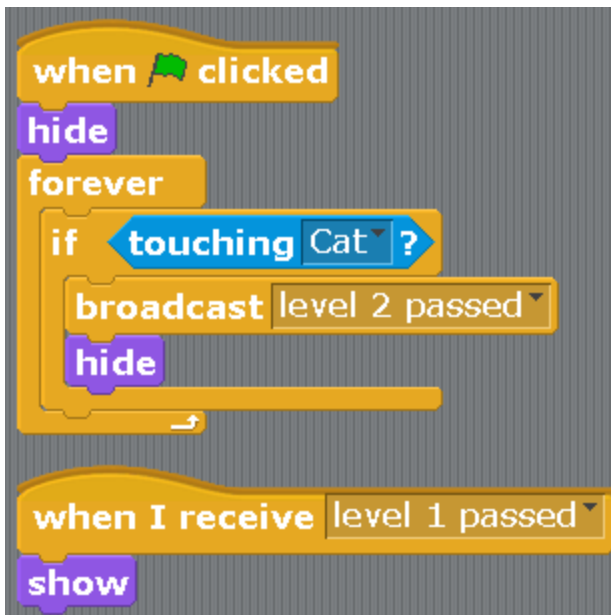 when clicked
hide
forever
if touching Cat ?
broadcast level 2 passed
hide
when I receive level 1 passed
show